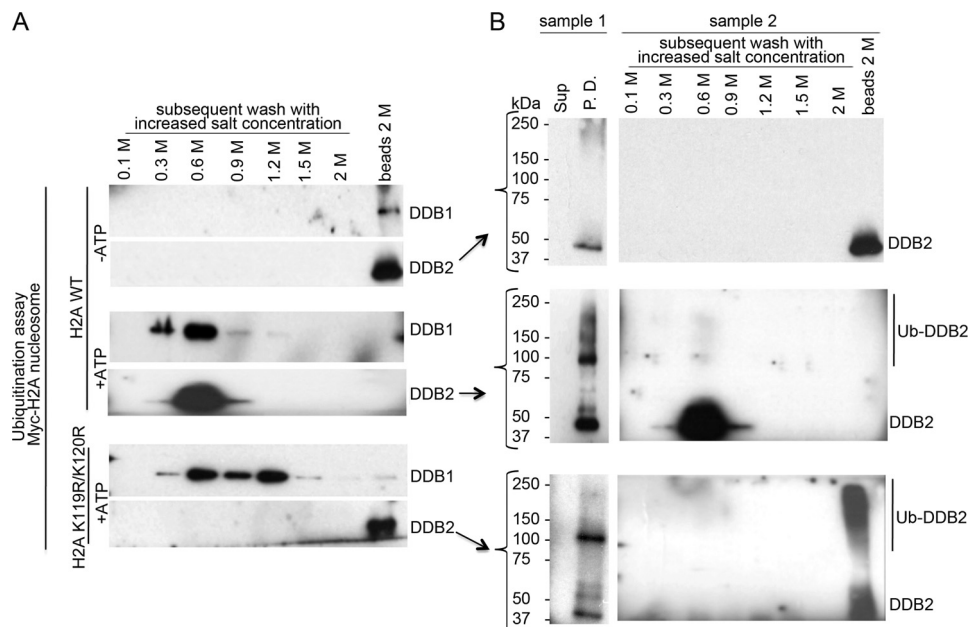 A
subsequent wash with
increased salt concentration
0.1 M
0.3 M
0.6 M
0.9 M
1.2 M
1.5 M
2 M
beads 2 M
Ubiquitination assay
Myc-H2A nucleosome
H2A WT
-ATP
DDB1
DDB2
+ATP
DDB1
DDB2
H2A K119R/K120R
+ATP
DDB1
DDB2
B
sample 1
sample 2
subsequent wash with
increased salt concentration
kDa
Sup
P. D.
0.1 M
0.3 M
0.6 M
0.9 M
1.2 M
1.5 M
2 M
beads 2 M
250
150
100
75
50
37
DDB2
250
150
100
75
50
37
Ub-DDB2
DDB2
250
150
100
75
50
37
Ub-DDB2
DDB2